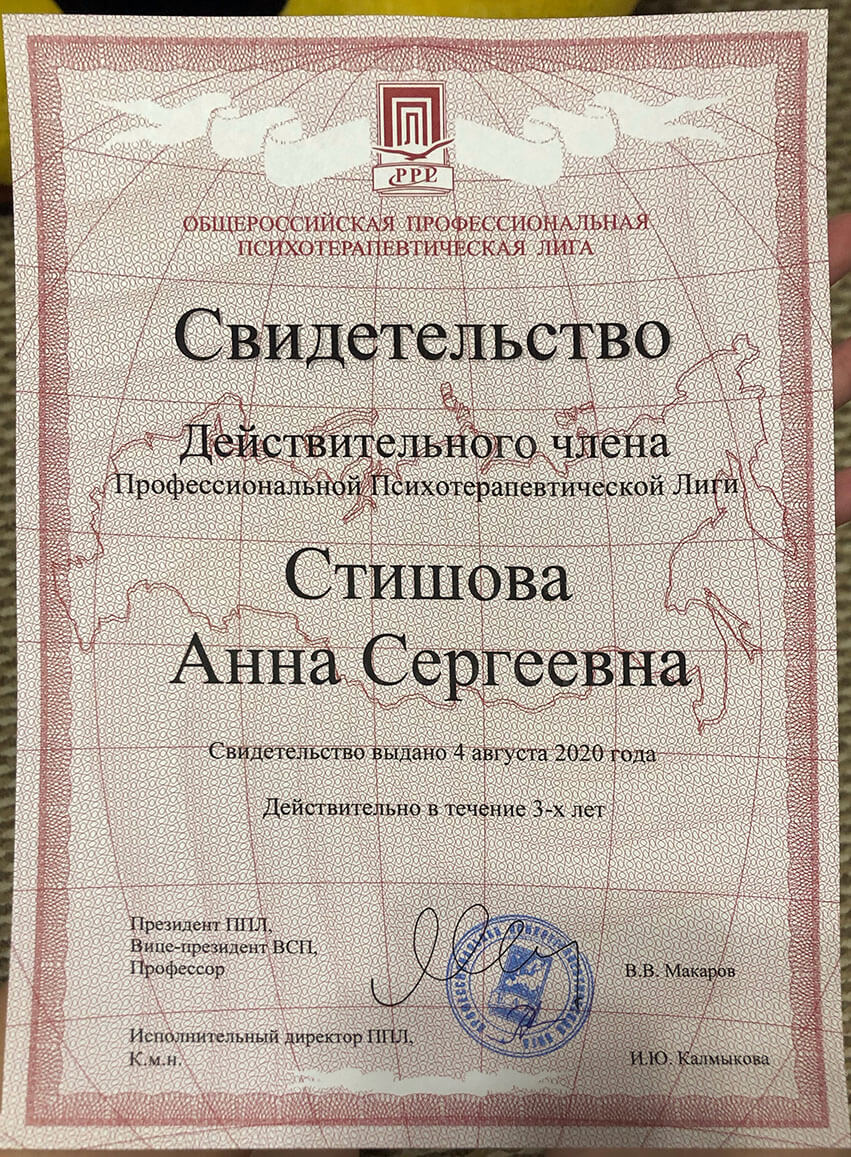 PPL
ОБЩЕРОССИЙСКАЯ ПРОФЕССИОНАЛЬНАЯ
ПСИХОТЕРАПЕВТИЧЕСКАЯ ЛИГА
Свидетельство
Действительного члена
Профессиональной Психотерапевтической Лиги
Стишова
Анна Сергеевна
Свидетельство выдано 4 августа 2020 года
Действительно в течение 3-х лет
Президент ППЛ,
Вице-президент ВСП,
Профессор
В.В. Макаров
Исполнительный директор ППЛ,
К.м.н.
И.Ю. Калмыкова